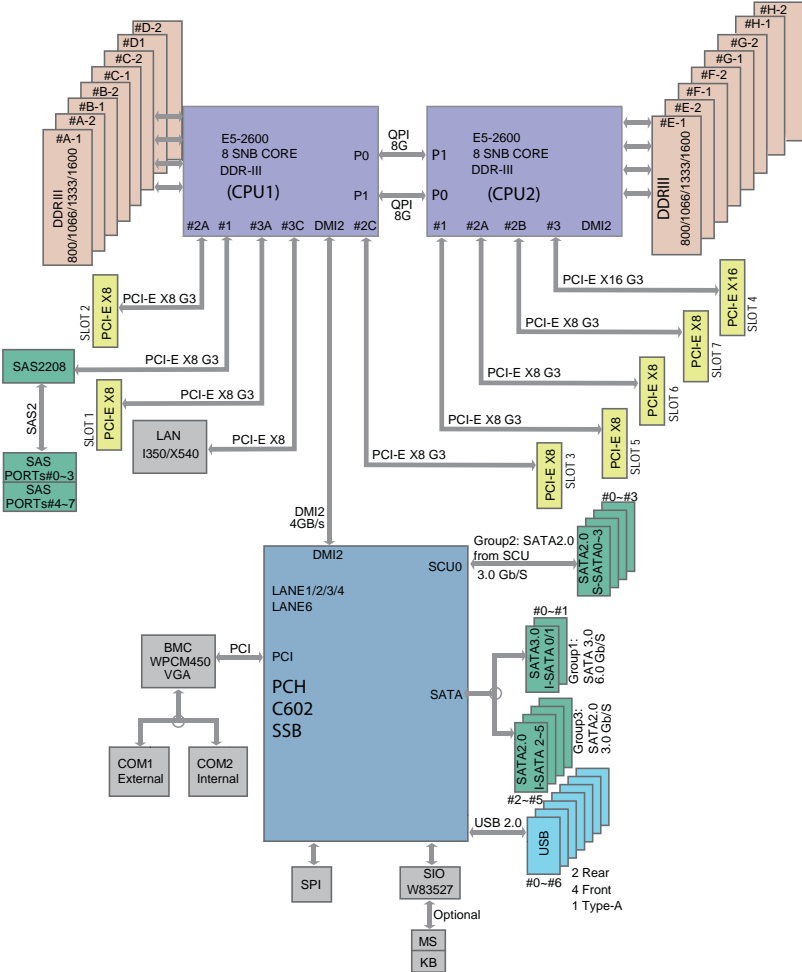 #D-2
#D1
#C-2
#C-1
#B-2
#B-1
#A-2
#A-1
DDRIII
800/1066/1333/1600
E5-2600
8 SNB CORE
DDR-III
(CPU1)
P0
P1
#2A
#1
#3A
#3C
DMI2
#2C
QPI
8G
QPI
8G
E5-2600
8 SNB CORE
DDR-III
(CPU2)
P1
P0
#1
#2A
#2B
#3
DMI2
#H-2
#H-1
#G-2
#G-1
#F-2
#F-1
#E-2
#E-1
DDRIII
800/1066/1333/1600
SLOT 2
PCI-E X8
PCI-E X8 G3
PCI-E X16 G3
PCI-E X16
SLOT 4
PCI-E X8 G3
PCI-E X8
SLOT 7
SAS2208
PCI-E X8 G3
PCI-E X8 G3
PCI-E X8
SLOT 6
SAS2
SLOT 1
PCI-E X8
PCI-E X8 G3
PCI-E X8 G3
PCI-E X8
SLOT 5
LAN
I350/X540
PCI-E X8
PCI-E X8 G3
PCI-E X8
SLOT 3
SAS
PORTs#0~3
SAS
PORTs#4~7
DMI2
4GB/s
DMI2
SCU0
LANE1/2/3/4
LANE6
PCI
PCH
C602
SSB
SATA
Group2: SATA2.0
from SCU
3.0 Gb/S
#0~#3
SATA2.0
S-SATA0~3
#0~#1
SATA3.0
I-SATA 0/1
Group1:
SATA 3.0
6.0 Gb/S
SATA2.0
I-SATA 2~5
Group3:
SATA2.0
3.0 Gb/S
#2~#5
BMC
WPCM450
VGA
PCI
COM1
External
COM2
Internal
USB 2.0
USB
#0~#6
2 Rear
4 Front
1 Type-A
SPI
SIO
W83527
Optional
MS
KB